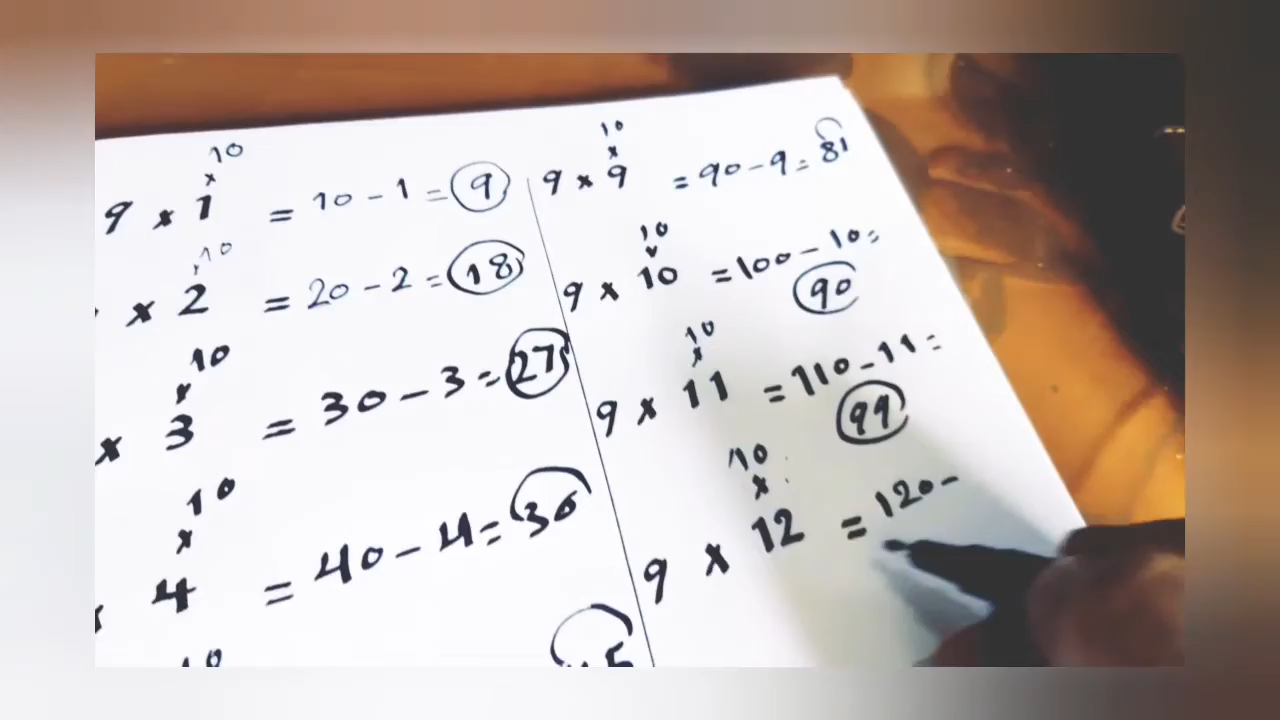 10
×
9 × 1 = 10 - 1 = 9
10
× 2 = 20 - 2 = 18
10
×
× 3 = 30 - 3 = 27
10
×
4 = 40 - 4 = 36
10
10
×
9 × 9 = 90 - 9 = 81
10
9 × 10 = 100 - 10 =
90
10
×
9 × 11 = 110 - 11 =
99
10
×
9 × 12 = 120 -